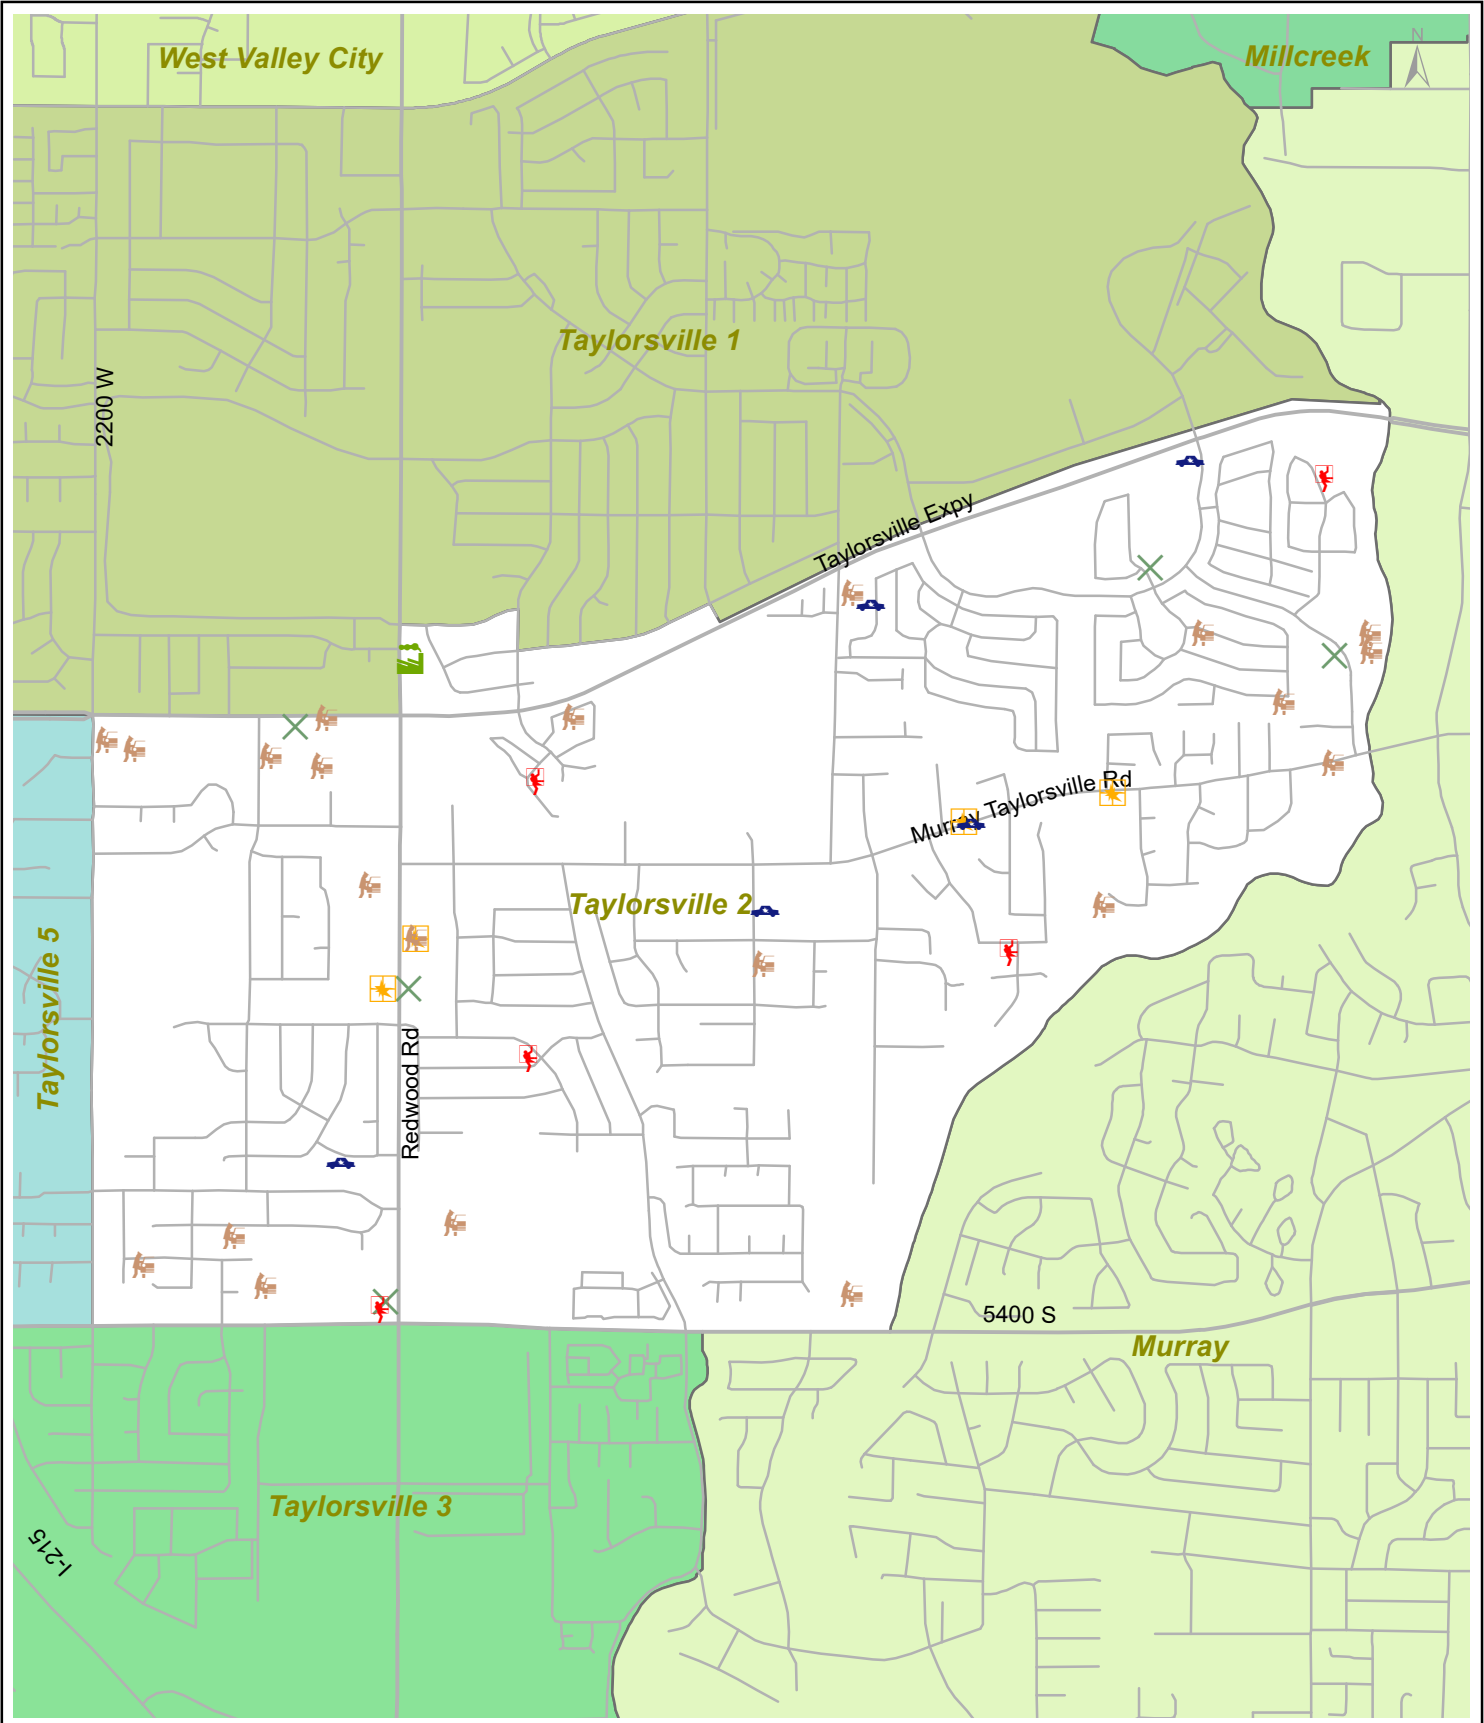 West Valley City
Millcreek
N
Taylorsville 1
2200 W
Taylorsville Expy
Murray Taylorsville Rd
Taylorsville 2
Taylorsville 5
Redwood Rd
5400 S
Murray
Taylorsville 3
I-215